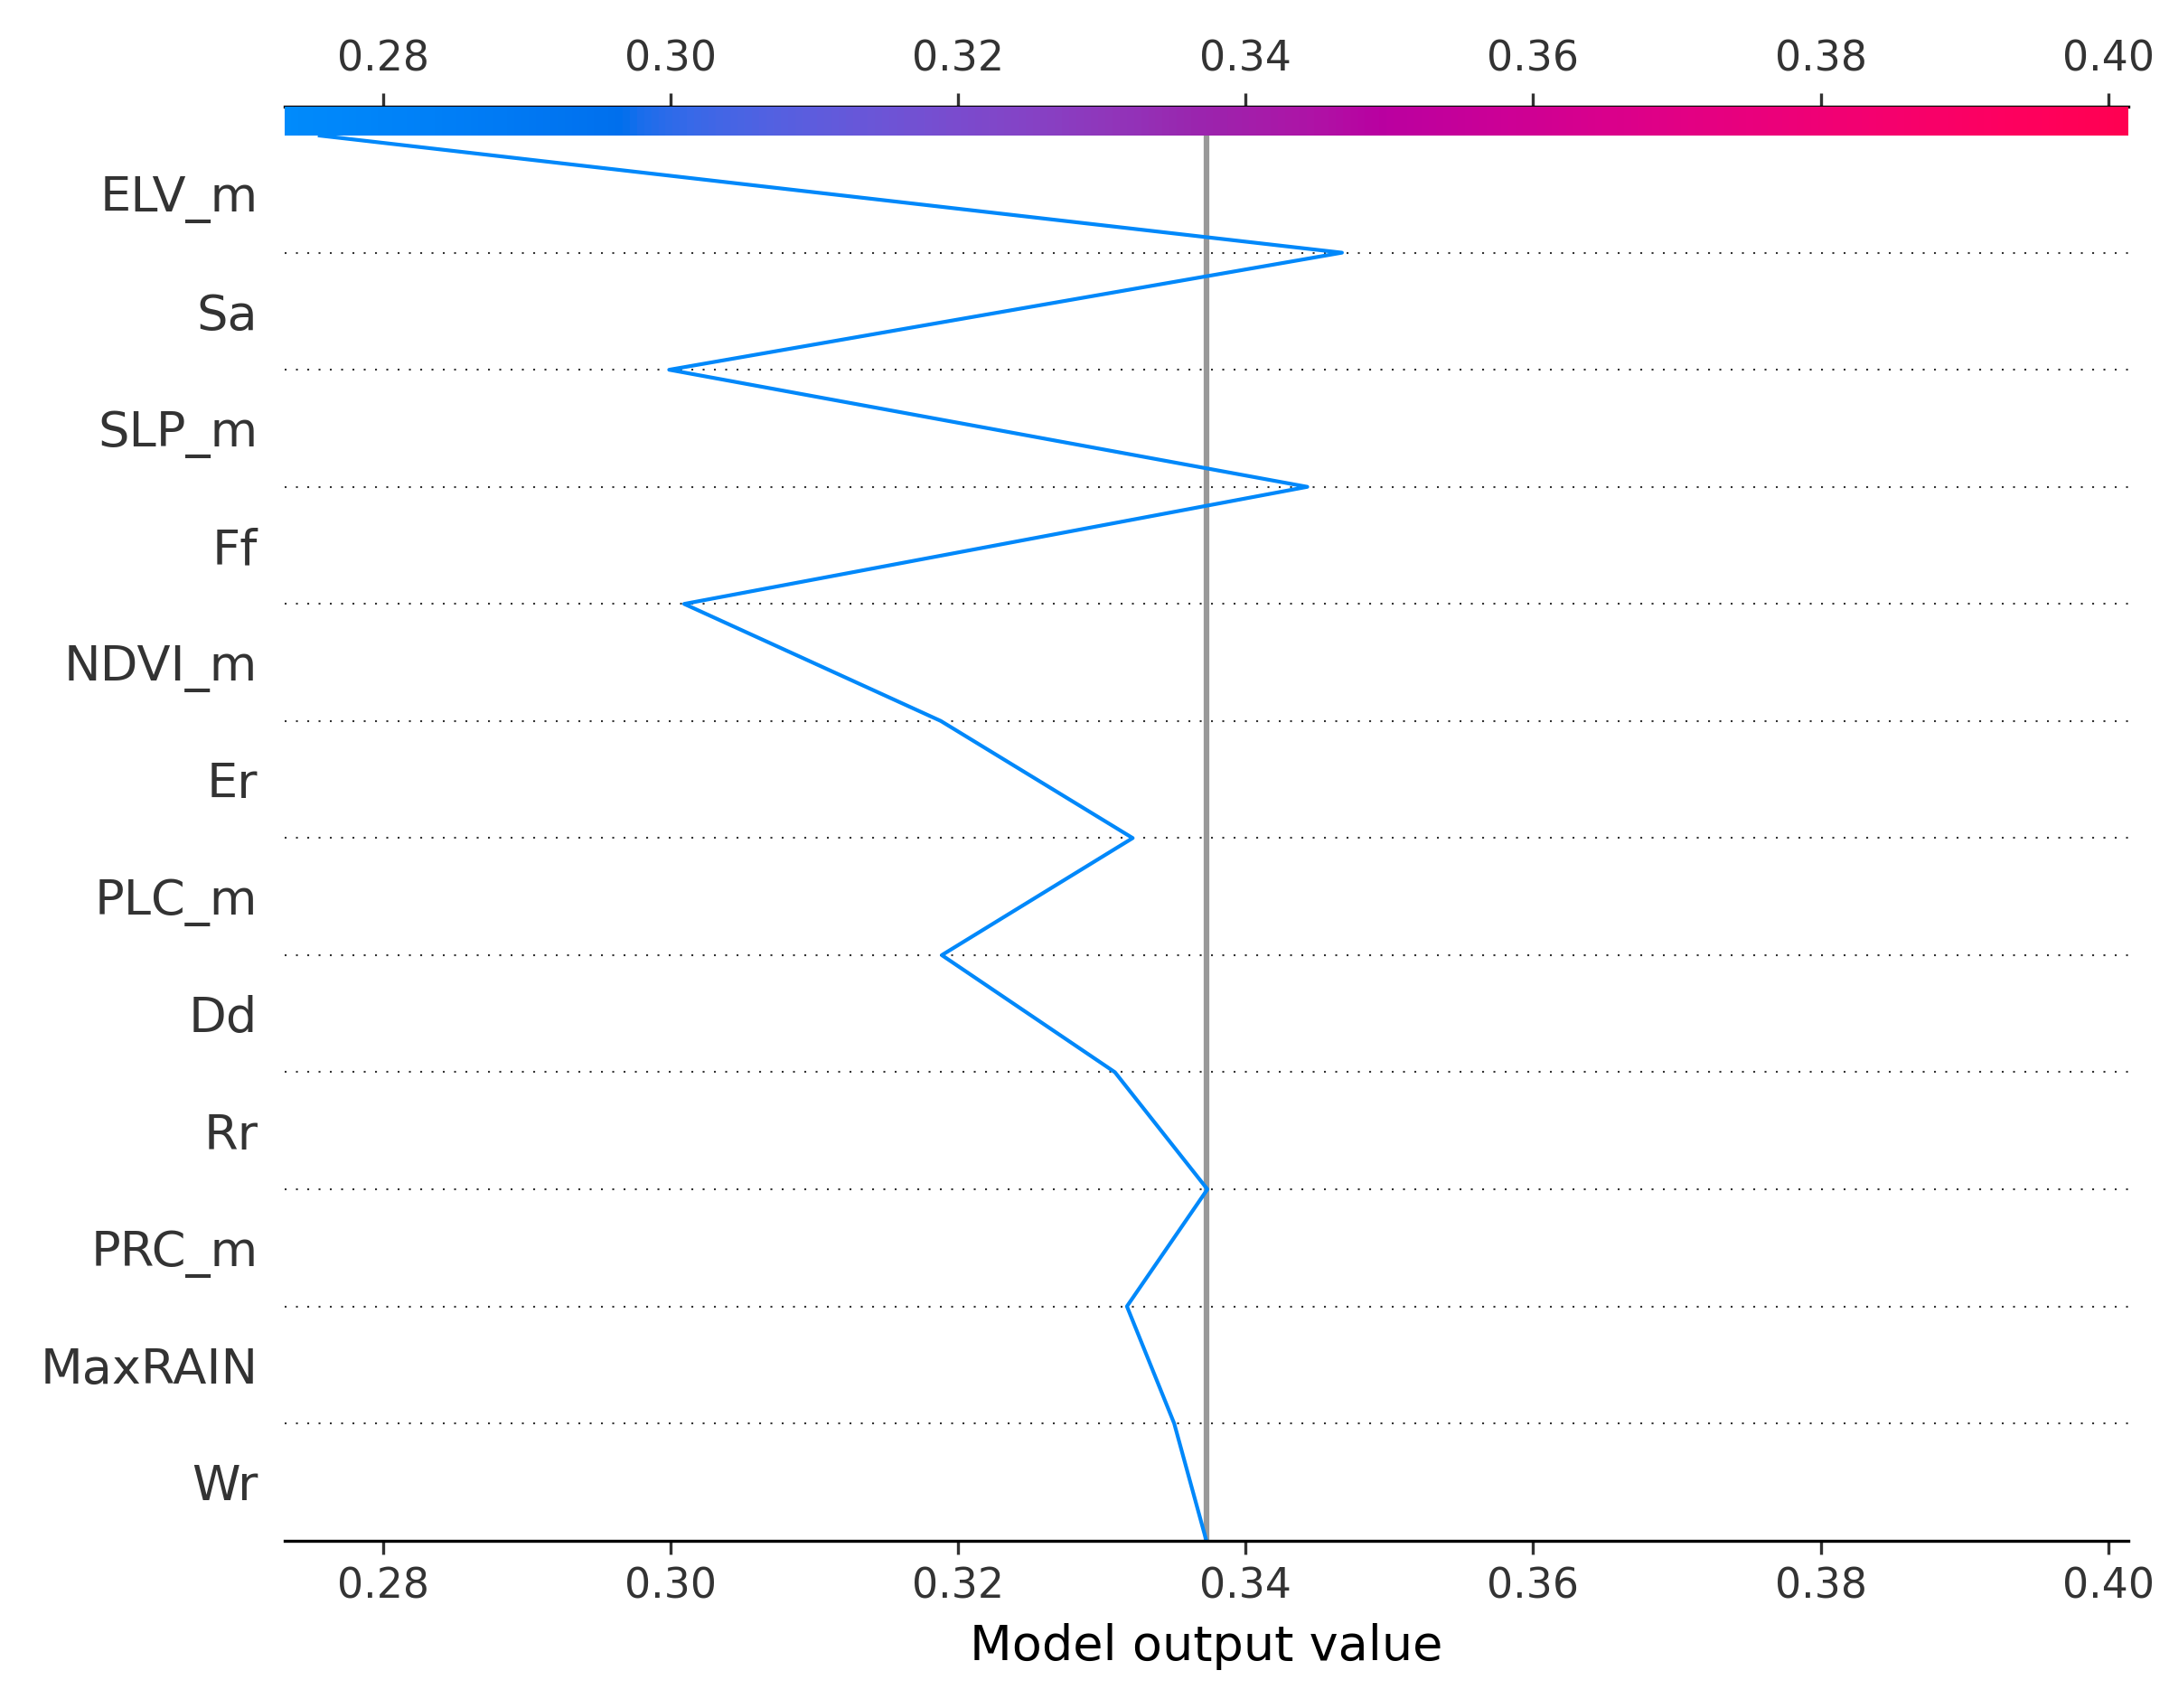 0.28 0.30 0.32 0.34 0.36 0.38 0.40
ELV_m
Sa
SLP_m
Ff
NDVI_m
Er
PLC_m
Dd
Rr
PRC_m
MaxRAIN
Wr
0.28 0.30 0.32 0.34 0.36 0.38 0.40
Model output value